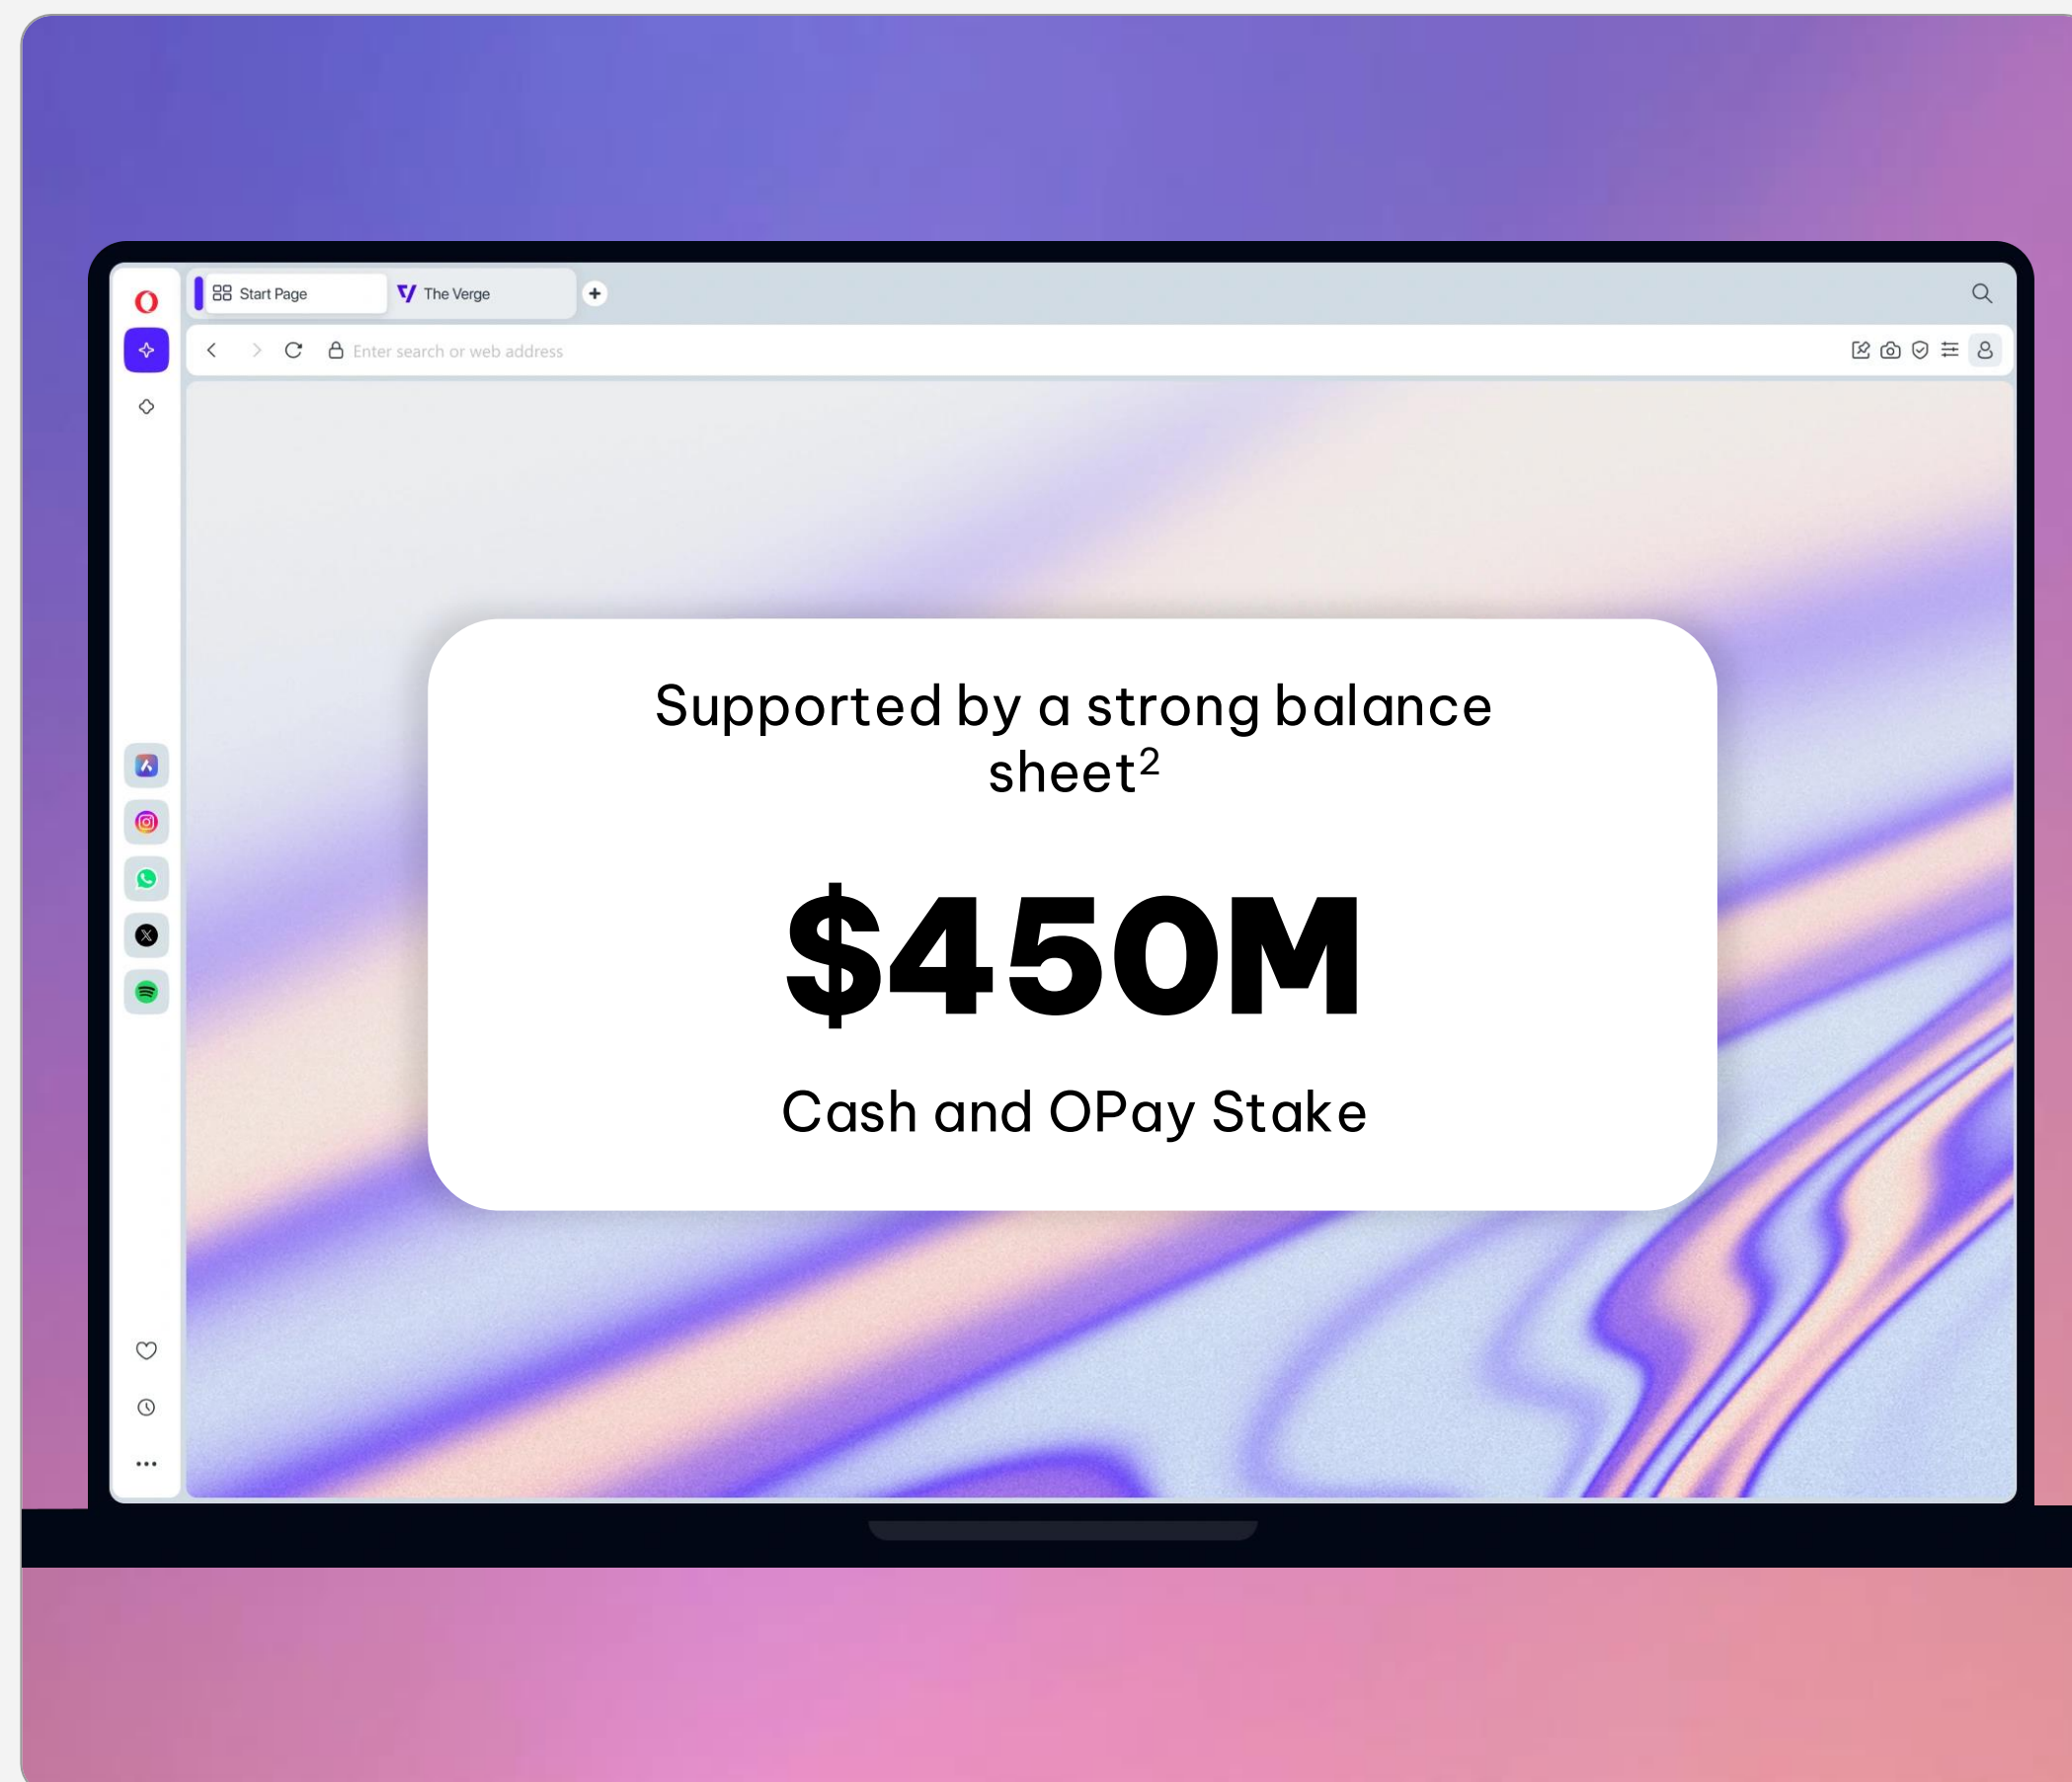 Start Page
The Verge
Enter search or web address
Supported by a strong balance
sheet²
$450M
Cash and OPay Stake